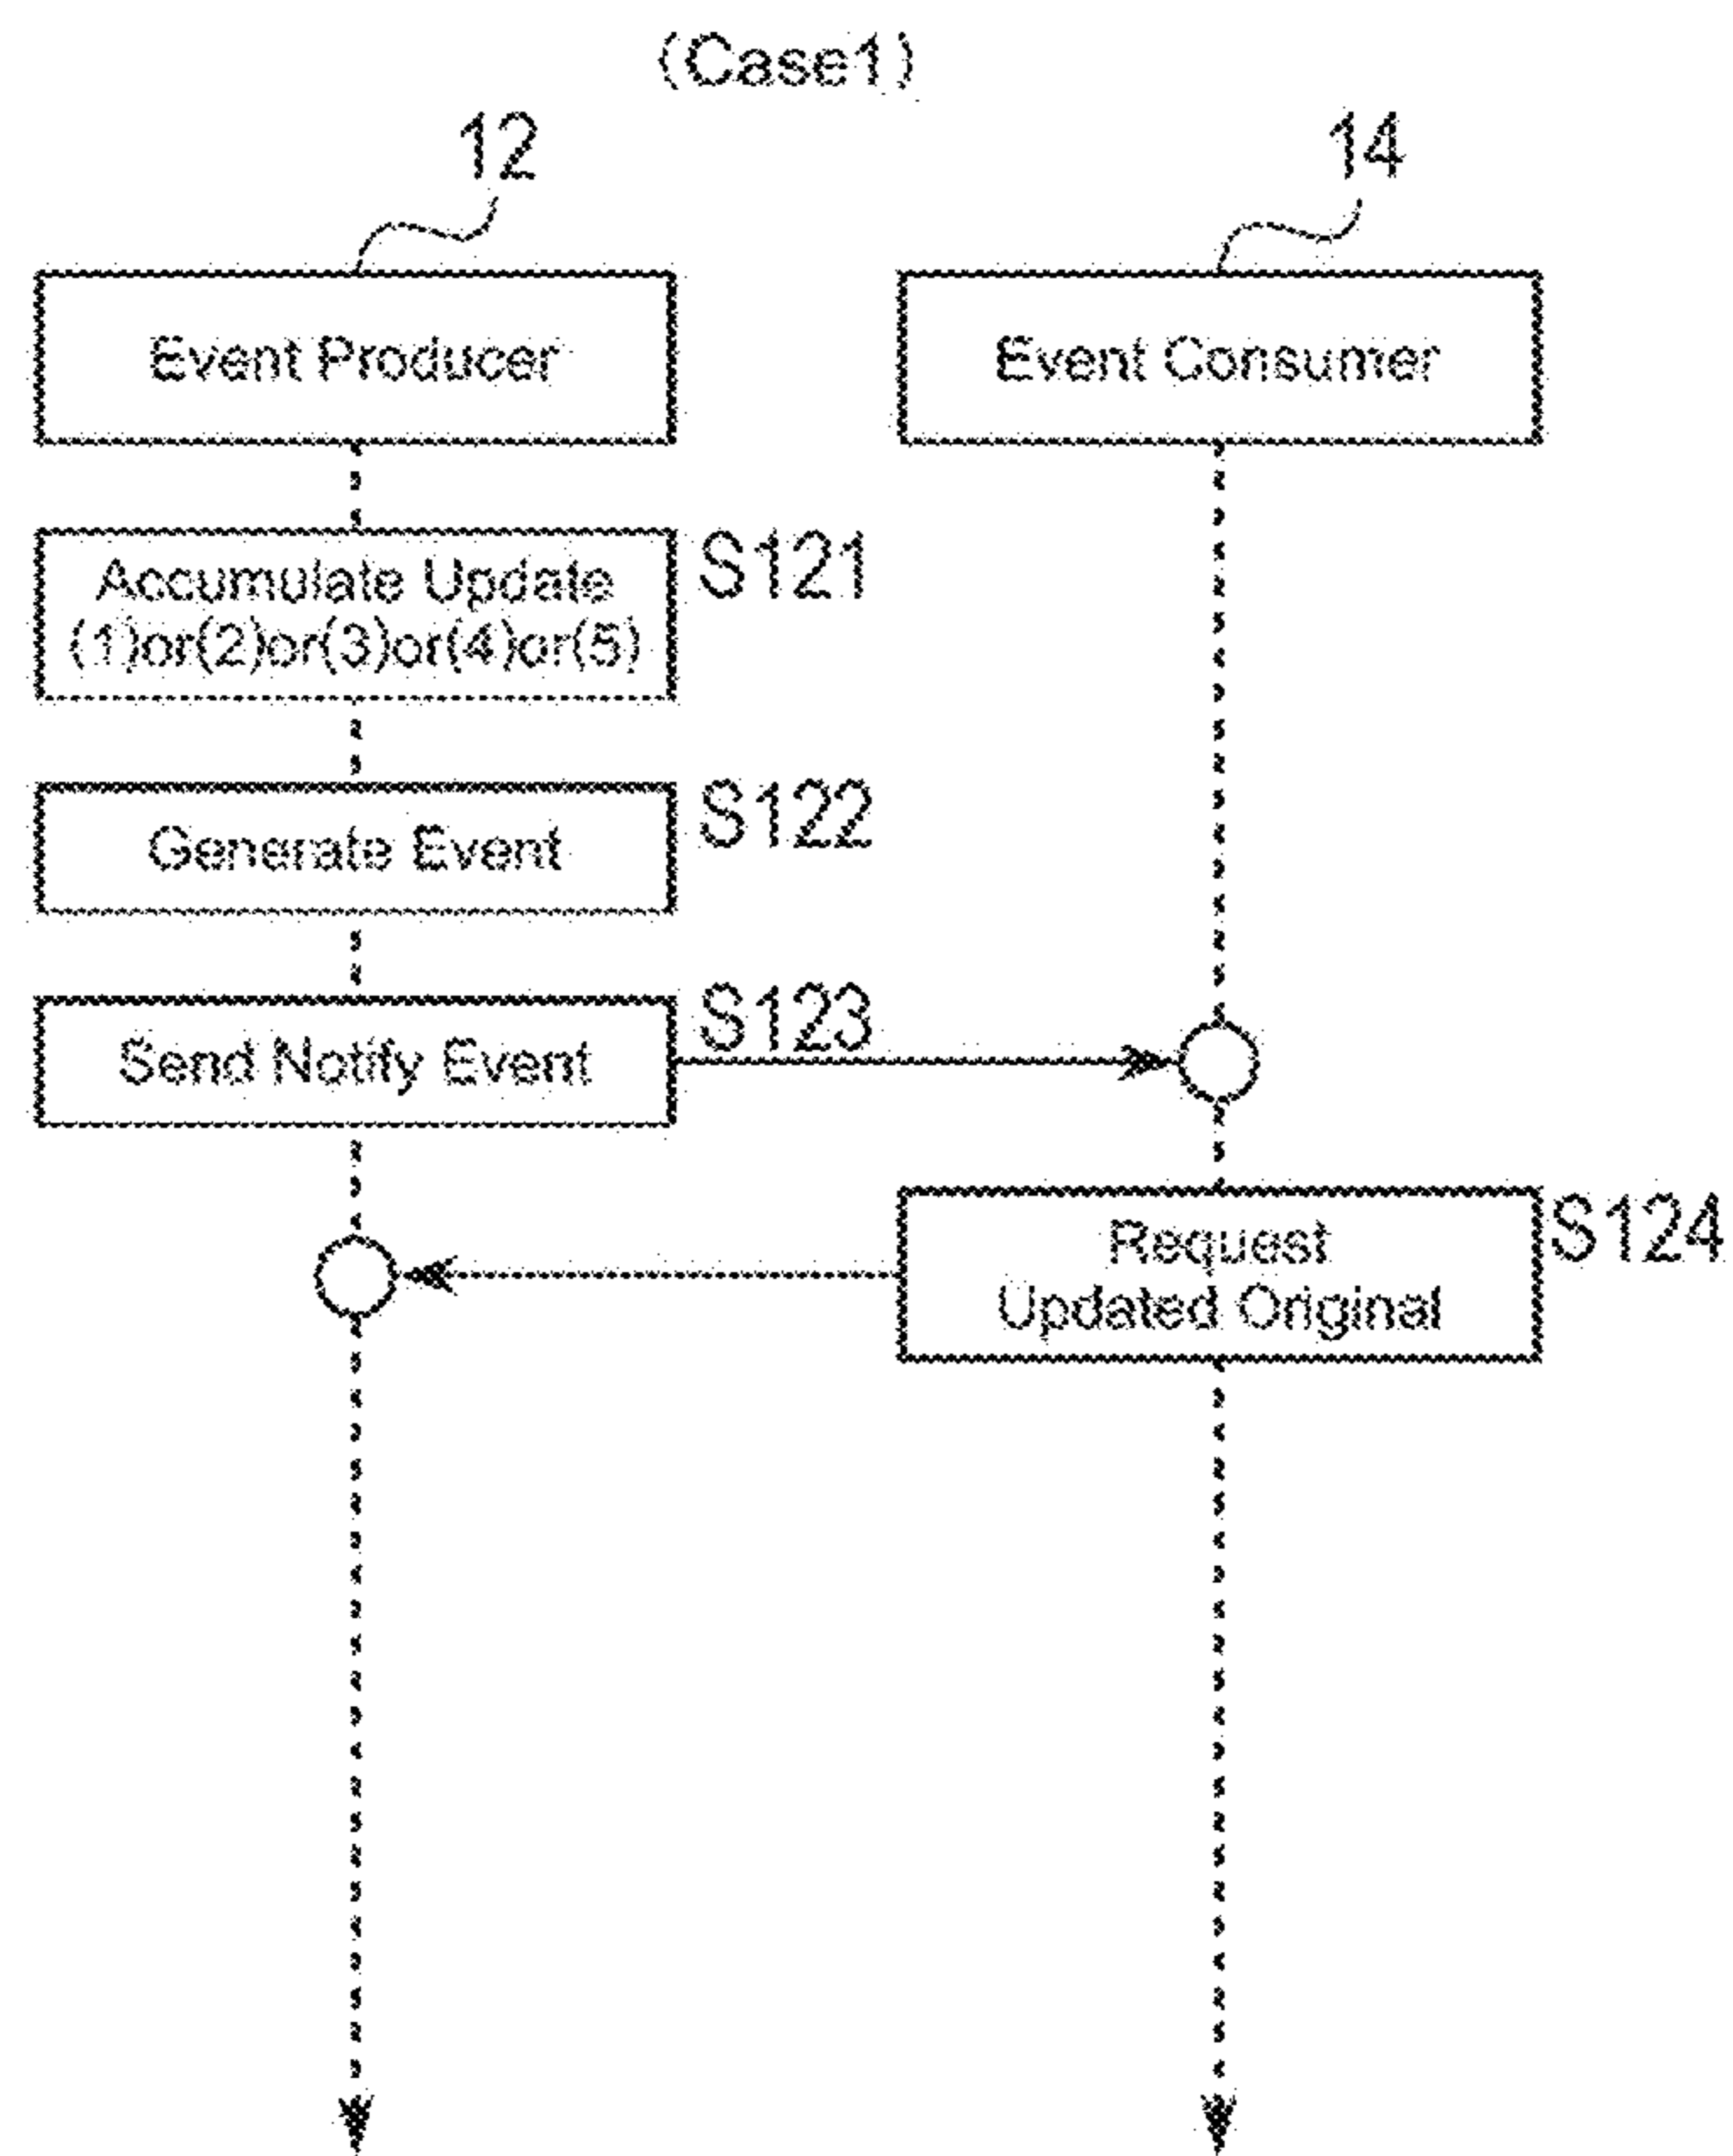 (Case1)
12
14
Event Producer
Event Consumer
Accumulate Update
(1)or(2)or(3)or(4)or(5)
S121
Generate Event
S122
Send Notify Event
S123
Request
Updated Original
S124